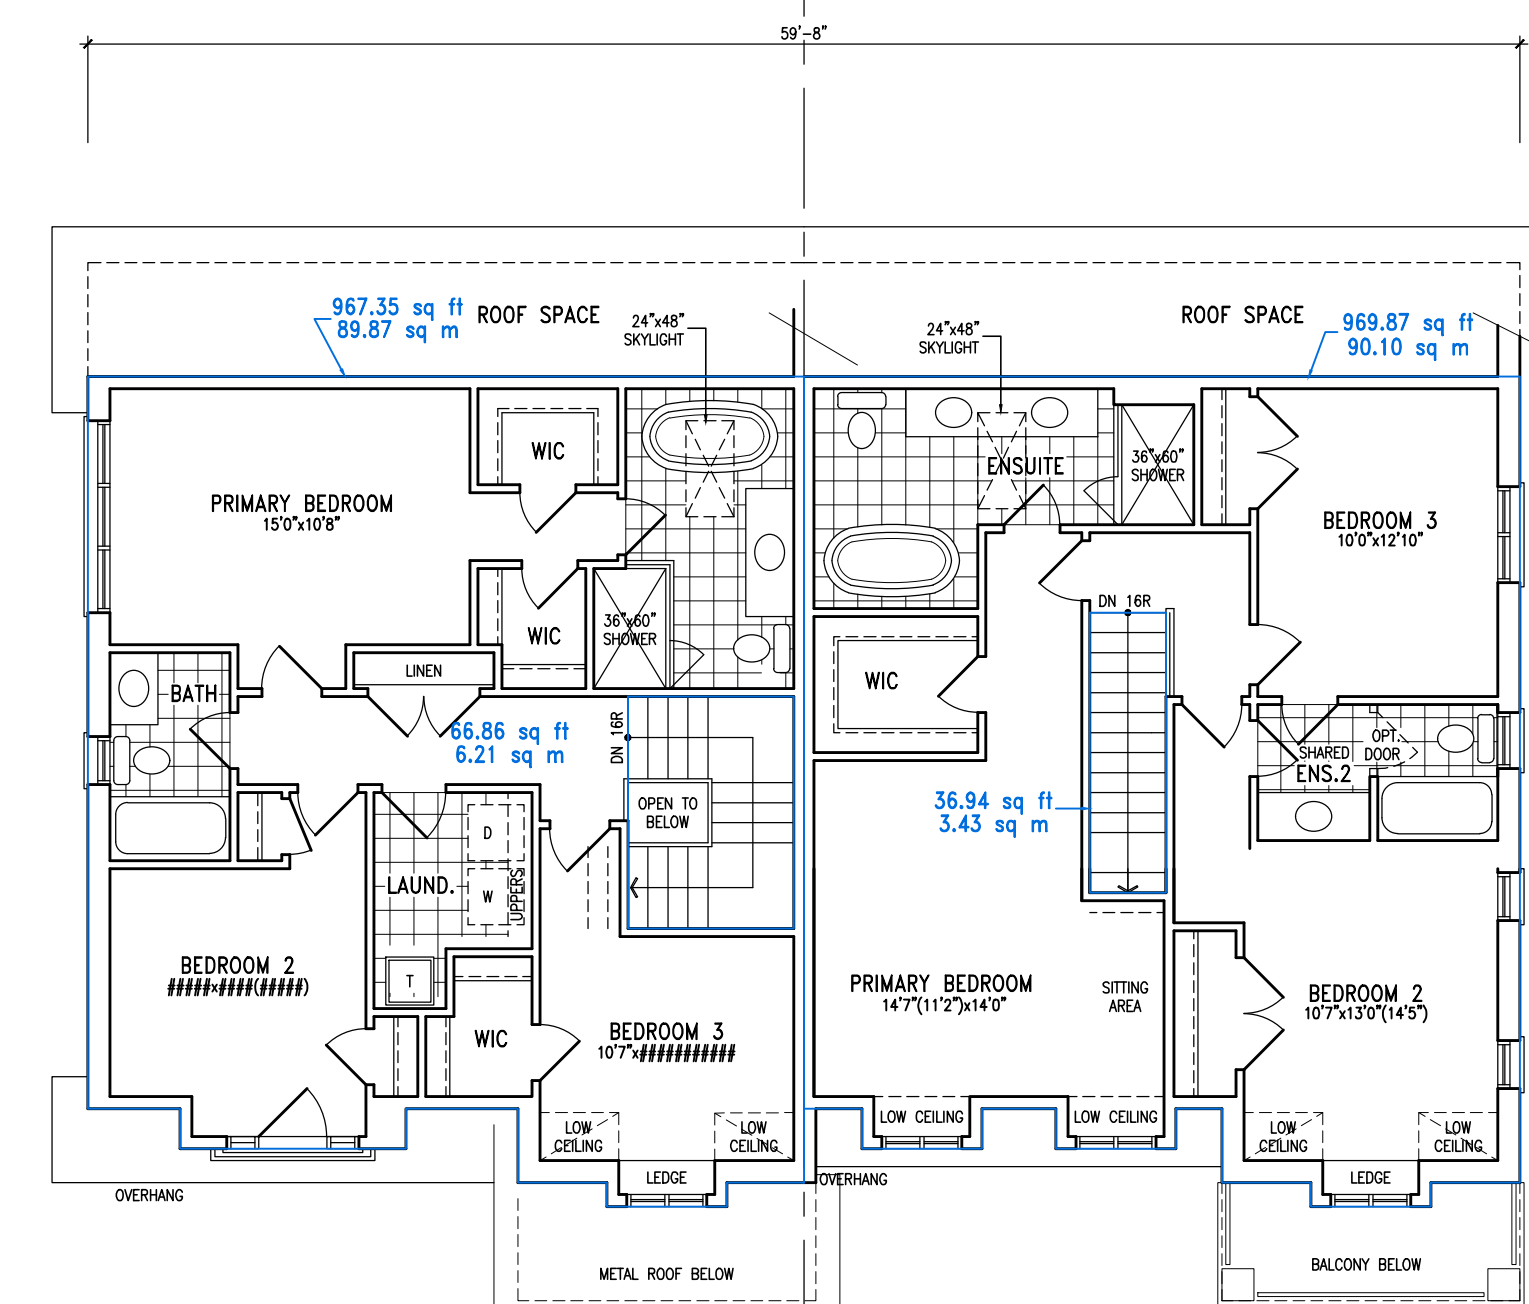 59'-8"
967.35 sq ft
89.87 sq m
ROOF SPACE
24"x48"
SKYLIGHT
24"x48"
SKYLIGHT
ROOF SPACE
969.87 sq ft
90.10 sq m
WIC
PRIMARY BEDROOM
15'0"x10'8"
ENSUITE
36"x60"
SHOWER
BEDROOM 3
10'0"x12'10"
WIC
36"x60"
SHOWER
DN 16R
LINEN
BATH
WIC
66.86 sq ft
6.21 sq m
DN 16R
OPEN TO
BELOW
SHARED
ENS.2
OPT.
DOOR
36.94 sq ft
3.43 sq m
D
W
UPPERS
LAUND.
T
BEDROOM 2
#####x####(#####)
PRIMARY BEDROOM
14'7"(11'2")x14'0"
SITTING
AREA
BEDROOM 2
10'7"x13'0"(14'5")
WIC
BEDROOM 3
10'7"x###########
LOW
CEILING
LOW
CEILING
LOW CEILING
LOW CEILING
LOW
CEILING
LOW
CEILING
LEDGE
LEDGE
OVERHANG
OVERHANG
METAL ROOF BELOW
BALCONY BELOW